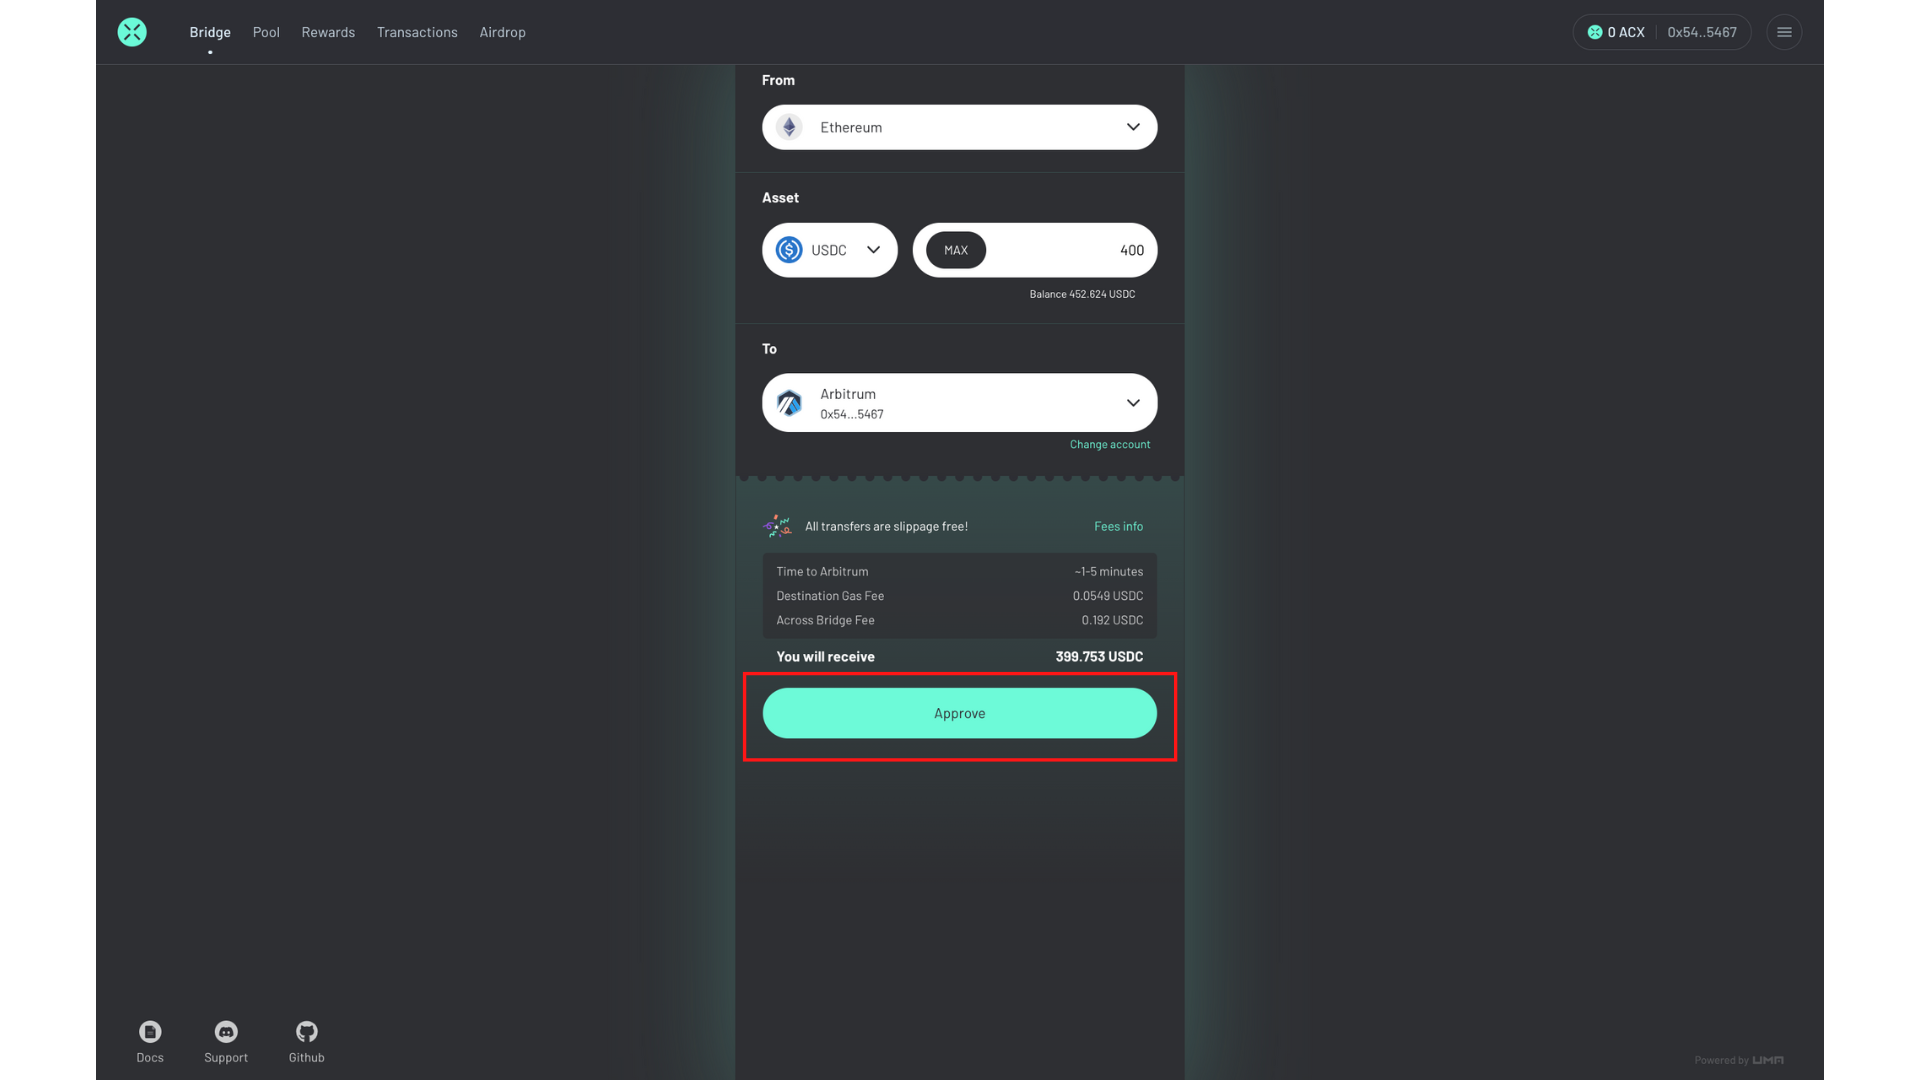 Bridge Pool Rewards Transactions Airdrop 0 ACX 0x54..5467
From
Ethereum
Asset
USDC MAX 400
Balance 452.624 USDC
To
Arbitrum
0x54...5467
Change account
All transfers are slippage free! Fees info
Time to Arbitrum ~1-5 minutes
Destination Gas Fee 0.0549 USDC
Across Bridge Fee 0.192 USDC
You will receive 399.753 USDC
Approve
Docs Support Github
Powered by UMA